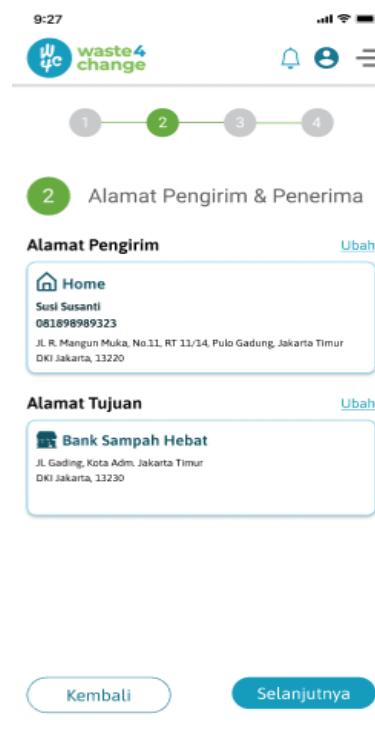 9:27
waste4
change
1
2
3
4
2
Alamat Pengirim & Penerima
Alamat Pengirim
Ubah
Home
Susi Susanti
081898989323
JL R. Mangun Muka, No.11, RT 11/14, Pulo Gadung, Jakarta Timur
DKI Jakarta, 13220
Alamat Tujuan
Ubah
Bank Sampah Hebat
JL Gading, Kota Adm. Jakarta Timur
DKI Jakarta, 13230
Kembali
Selanjutnya